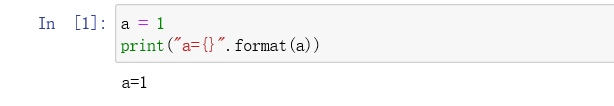 In [1]: a = 1
print("a={}".format(a))
a=1